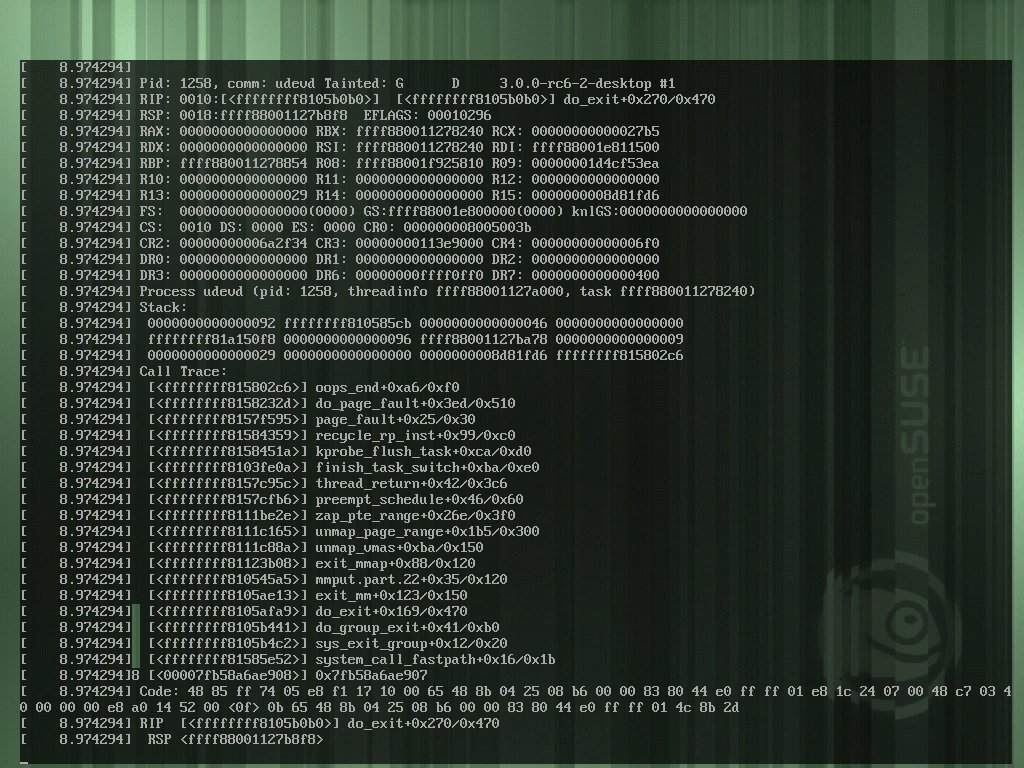 [    8.974294]
[    8.974294] Pid: 1258, comm: udevd Tainted: G      D     3.0.0-rc6-2-desktop #1
[    8.974294] RIP: 0010:[<ffffffff8105b0b0>]  [<ffffffff8105b0b0>] do_exit+0x270/0x470
[    8.974294] RSP: 0018:ffff88001127b8f8  EFLAGS: 00010296
[    8.974294] RAX: 0000000000000000 RBX: ffff880011278240 RCX: 00000000000027b5
[    8.974294] RDX: 0000000000000000 RSI: ffff880011278240 RDI: ffff88001e811500
[    8.974294] RBP: ffff880011278854 R08: ffff88001f925810 R09: 00000001d4cf53ea
[    8.974294] R10: 0000000000000000 R11: 0000000000000000 R12: 0000000000000000
[    8.974294] R13: 0000000000000029 R14: 0000000000000000 R15: 0000000008d81fd6
[    8.974294] FS:  0000000000000000(0000) GS:ffff88001e800000(0000) knlGS:0000000000000000
[    8.974294] CS:  0010 DS: 0000 ES: 0000 CR0: 000000008005003b
[    8.974294] CR2: 00000000006a2f34 CR3: 00000000113e9000 CR4: 00000000000006f0
[    8.974294] DR0: 0000000000000000 DR1: 0000000000000000 DR2: 0000000000000000
[    8.974294] DR3: 0000000000000000 DR6: 00000000ffff0ff0 DR7: 0000000000000400
[    8.974294] Process udevd (pid: 1258, threadinfo ffff88001127a000, task ffff880011278240)
[    8.974294] Stack:
[    8.974294]  0000000000000092 ffffffff810585cb 0000000000000046 0000000000000000
[    8.974294]  ffffffff81a150f8 0000000000000096 ffff88001127ba78 0000000000000009
[    8.974294]  0000000000000029 0000000000000000 0000000008d81fd6 ffffffff815802c6
[    8.974294] Call Trace:
[    8.974294]  [<ffffffff815802c6>] oops_end+0xa6/0xf0
[    8.974294]  [<ffffffff8158232d>] do_page_fault+0x3ed/0x510
[    8.974294]  [<ffffffff8157f595>] page_fault+0x25/0x30
[    8.974294]  [<ffffffff81584359>] recycle_rp_inst+0x99/0xc0
[    8.974294]  [<ffffffff8158451a>] kprobe_flush_task+0xca/0xd0
[    8.974294]  [<ffffffff8103fe0a>] finish_task_switch+0xba/0xe0
[    8.974294]  [<ffffffff8157c95c>] thread_return+0x42/0x3c6
[    8.974294]  [<ffffffff8157cfb6>] preempt_schedule+0x46/0x60
[    8.974294]  [<ffffffff8111be2e>] zap_pte_range+0x26e/0x3f0
[    8.974294]  [<ffffffff8111c165>] unmap_page_range+0x1b5/0x300
[    8.974294]  [<ffffffff8111c88a>] unmap_vmas+0xba/0x150
[    8.974294]  [<ffffffff81123b08>] exit_mmap+0x88/0x120
[    8.974294]  [<ffffffff810545a5>] mmput.part.22+0x35/0x120
[    8.974294]  [<ffffffff8105ae13>] exit_mm+0x123/0x150
[    8.974294]  [<ffffffff8105afa9>] do_exit+0x169/0x470
[    8.974294]  [<ffffffff8105b441>] do_group_exit+0x41/0xb0
[    8.974294]  [<ffffffff8105b4c2>] sys_exit_group+0x12/0x20
[    8.974294]  [<ffffffff81585e52>] system_call_fastpath+0x16/0x1b
[    8.974294]8 [<00007fb58a6ae908>] 0x7fb58a6ae907
[    8.974294] Code: 48 85 ff 74 05 e8 f1 17 10 00 65 48 8b 04 25 08 b6 00 00 83 80 44 e0 ff ff 01 e8 1c 24 07 00 48 c7 03 4
0 00 00 00 e8 a0 14 52 00 <0f> 0b 65 48 8b 04 25 08 b6 00 00 83 80 44 e0 ff ff 01 4c 8b 2d
[    8.974294] RIP  [<ffffffff8105b0b0>] do_exit+0x270/0x470
[    8.974294]  RSP <ffff88001127b8f8>
openSUSE